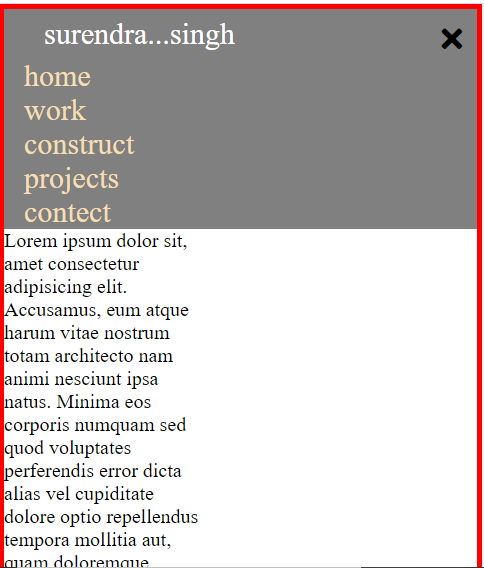 surendra...singh
home
work
construct
projects
contect
Lorem ipsum dolor sit,
amet consectetur
adipisicing elit.
Accusamus, eum atque
harum vitae nostrum
totam architecto nam
animi nesciunt ipsa
natus. Minima eos
corporis numquam sed
quod voluptates
perferendis error dicta
alias vel cupiditate
dolore optio repellendus
tempora mollitia aut,
quam doloremque